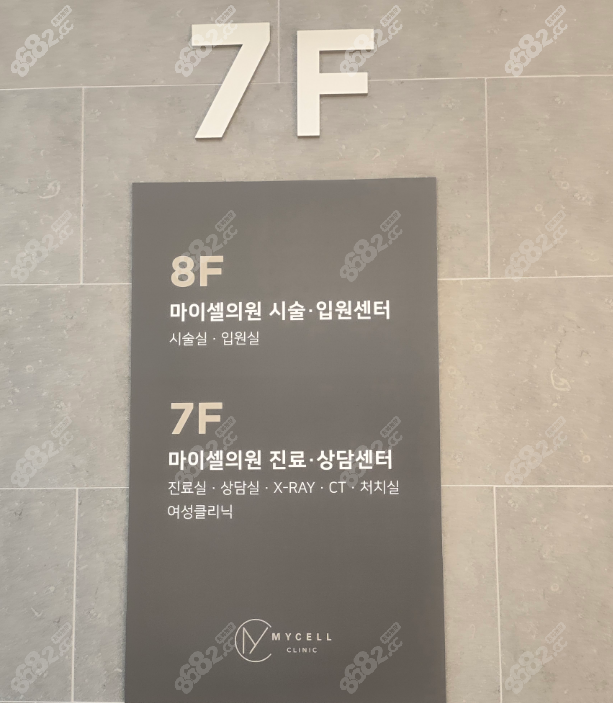 7F
8F
마이셀의원 시술·입원센터
시술실 · 입원실
7F
마이셀의원 진료·상담센터
진료실 · 상담실 · X-RAY · CT · 처치실
여성클리닉
MYCELL
CLINIC
8682.cc